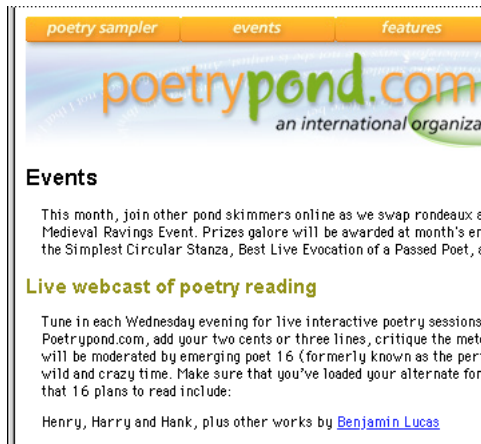 poetry sampler events features
poetrypond.com
an international organiza
Events
This month, join other pond skimmers online as we swap rondeaux a
Medieval Ravings Event. Prizes galore will be awarded at month's en
the Simplest Circular Stanza, Best Live Evocation of a Passed Poet, a
Live webcast of poetry reading
Tune in each Wednesday evening for live interactive poetry sessions
Poetrypond.com, add your two cents or three lines, critique the mete
will be moderated by emerging poet 16 (formerly known as the per
wild and crazy time. Make sure that you've loaded your alternate for
that 16 plans to read include:
Henry, Harry and Hank, plus other works by Benjamin Lucas